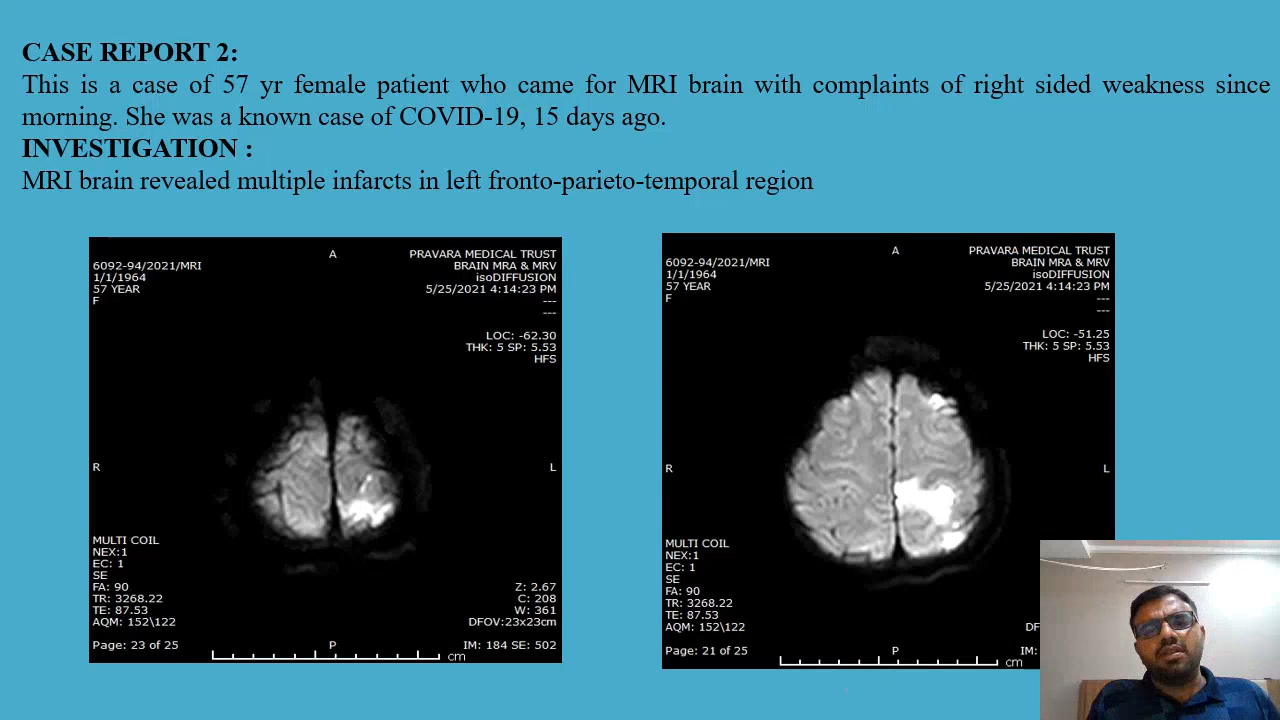 CASE REPORT 2:
This is a case of 57 yr female patient who came for MRI brain with complaints of right sided weakness since
morning. She was a known case of COVID-19, 15 days ago.
INVESTIGATION :
MRI brain revealed multiple infarcts in left fronto-parieto-temporal region
A
PRAVARA MEDICAL TRUST
6092-94/2021/MRI
BRAIN MRA & MRV
1/1/1964
isoDIFFUSION
57 YEAR
5/25/2021 4:14:23 PM
F
---
---
LOC: -62.30
THK: 5 SP: 5.53
HFS
R
L
MULTI COIL
NEX:1
EC: 1
SE
FA: 90
Z: 2.67
TR: 3268.22
C: 208
TE: 87.53
W: 361
AQM: 152\122
DFOV:23x23cm
Page: 23 of 25
P
IM: 184 SE: 502
cm
A
PRAVARA MEDICAL TRUST
6092-94/2021/MRI
BRAIN MRA & MRV
1/1/1964
isoDIFFUSION
57 YEAR
5/25/2021 4:14:23 PM
F
---
---
LOC: -51.25
THK: 5 SP: 5.53
HFS
R
L
MULTI COIL
NEX:1
EC: 1
SE
FA: 90
TR: 3268.22
TE: 87.53
AQM: 152\122
DF
Page: 21 of 25
P
IM:
cm